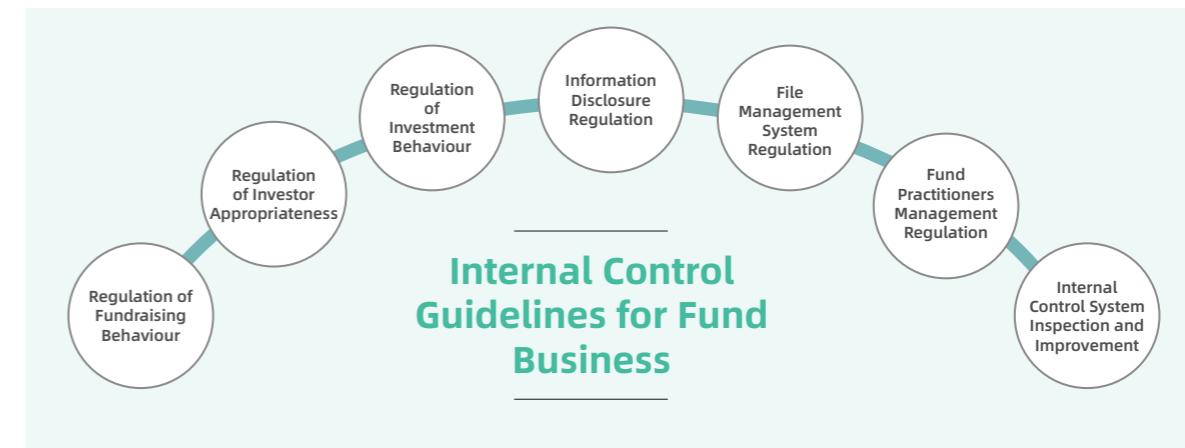 Regulation of
Fundraising
Behaviour
Regulation
of Investor
Appropriateness
Regulation
of
Investment
Behaviour
Information
Disclosure
Regulation
File
Management
System
Regulation
Fund
Practitioners
Management
Regulation
Internal
Control System
Inspection and
Improvement
Internal Control
Guidelines for Fund
Business